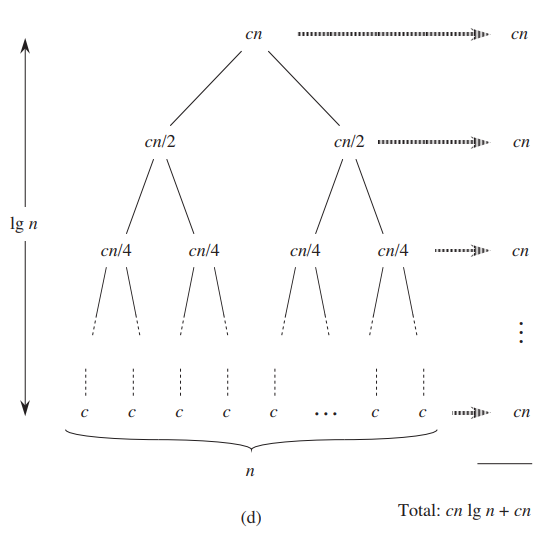 cn cn
cn/2 cn/2 cn
lg n
cn/4 cn/4 cn/4 cn/4 cn
⋮
c c c c c … c c cn
n
Total: cn lg n + cn
(d)